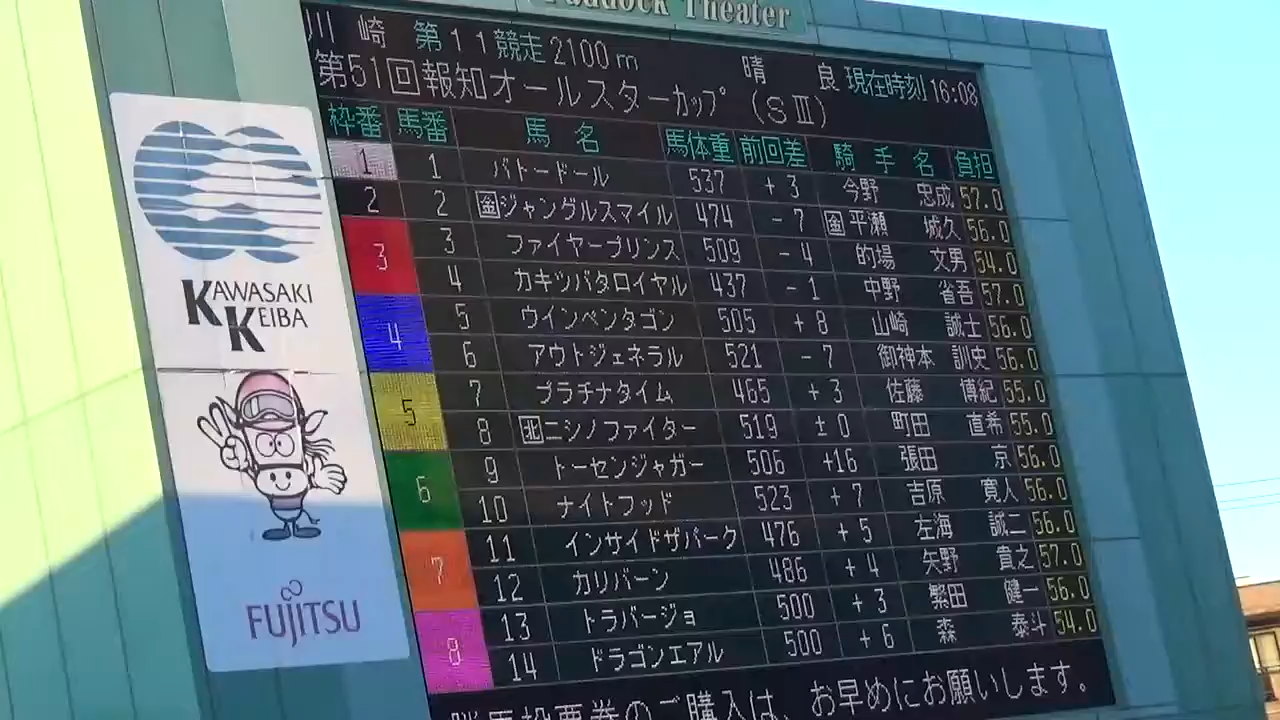 Paddock Theater
川崎 第11競走 2100m 晴 良 現在時刻 16:08
第51回報知オールスターカップ (SⅢ)
枠番 馬番 馬名 馬体重 前回差 騎手名 負担
1 1 バトードール 537 +3 今野 忠成 57.0
2 2 金ジャングルスマイル 474 -7 金平瀬 城久 56.0
3 3 ファイヤープリンス 509 -4 的場 文男 54.0
4 カキツバタロイヤル 437 -1 中野 省吾 57.0
4 5 ウインペンタゴン 505 +8 山崎 誠士 56.0
6 アウトジェネラル 521 -7 御神本 訓史 56.0
5 7 プラチナタイム 465 +3 佐藤 博紀 55.0
8 北ニシノファイター 519 ±0 町田 直希 55.0
6 9 トーセンジャガー 506 +16 張田 京 56.0
10 ナイトフッド 523 +7 吉原 寛人 56.0
7 11 インサイドザパーク 476 +5 左海 誠二 56.0
12 カリバーン 486 +4 矢野 貴之 57.0
8 13 トラバージョ 500 +3 繁田 健一 56.0
14 ドラゴンエアル 500 +6 森 泰斗 54.0
勝馬投票券のご購入は、お早めにお願いします。
KAWASAKI
KEIBA
FUJITSU